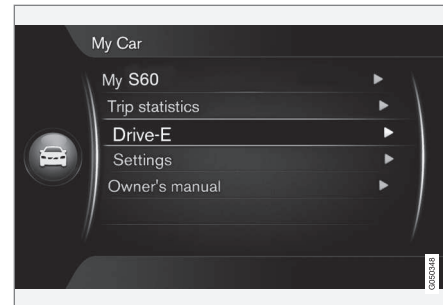 My Car
My S60
Trip statistics
Drive-E
Settings
Owner's manual
G050348